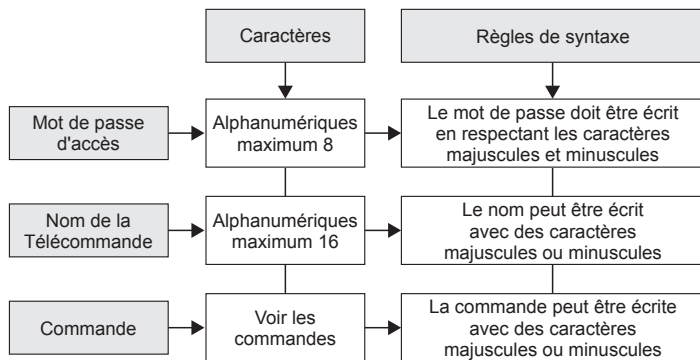 Caractères
Règles de syntaxe
Mot de passe
d'accès
Alphanumériques
maximum 8
Le mot de passe doit être écrit
en respectant les caractères
majuscules et minuscules
Nom de la
Télécommande
Alphanumériques
maximum 16
Le nom peut être écrit
avec des caractères
majuscules ou minuscules
Commande
Voir les
commandes
La commande peut être écrite
avec des caractères
majuscules ou minuscules